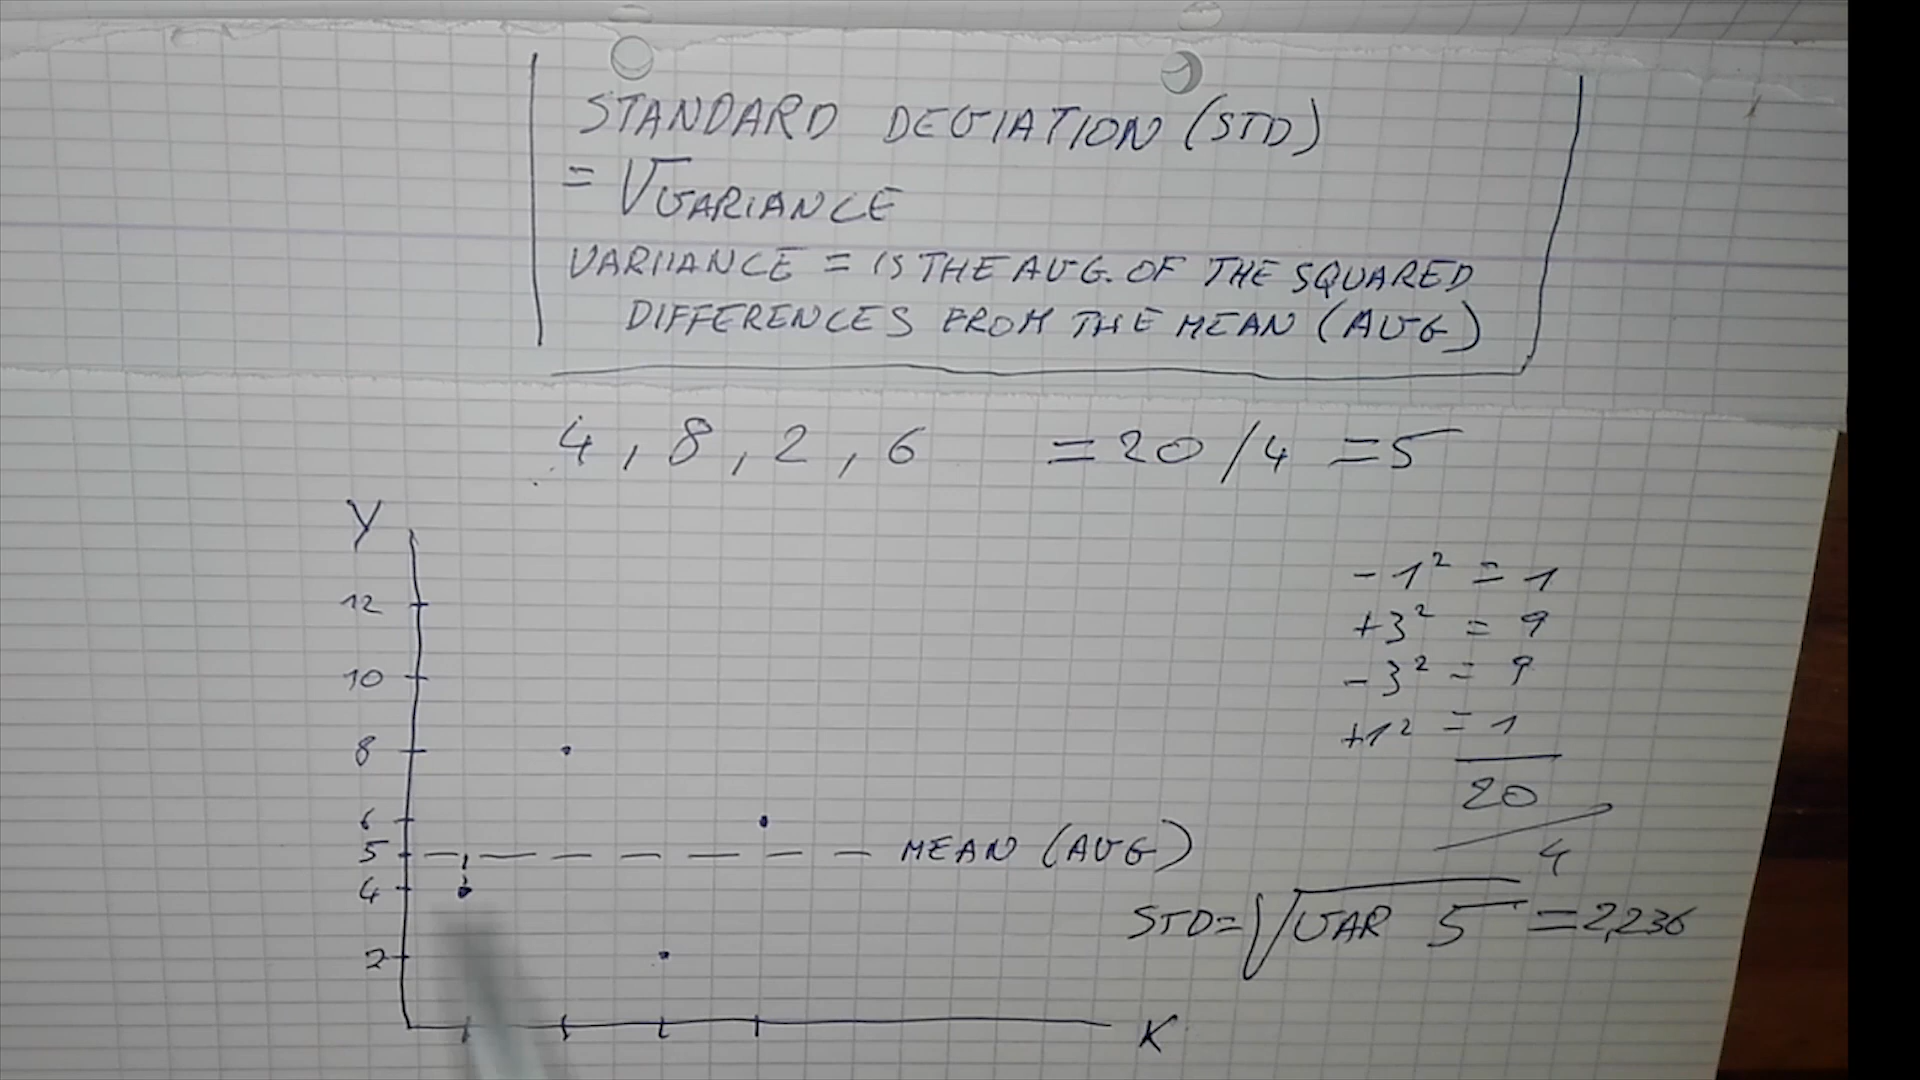 STANDARD DEVIATION (STD)
= √VARIANCE
VARIIANCE = IS THE AVG. OF THE SQUARED
DIFFERENCES FROM THE MEAN (AVG)
4, 8, 2, 6 = 20/4 = 5
Y
12
10
8
6
5
4
2
MEAN (AVG)
X
-1² = 1
+3² = 9
-3² = 9
+1² = 1
20
4
STD = √VAR 5 = 2,236